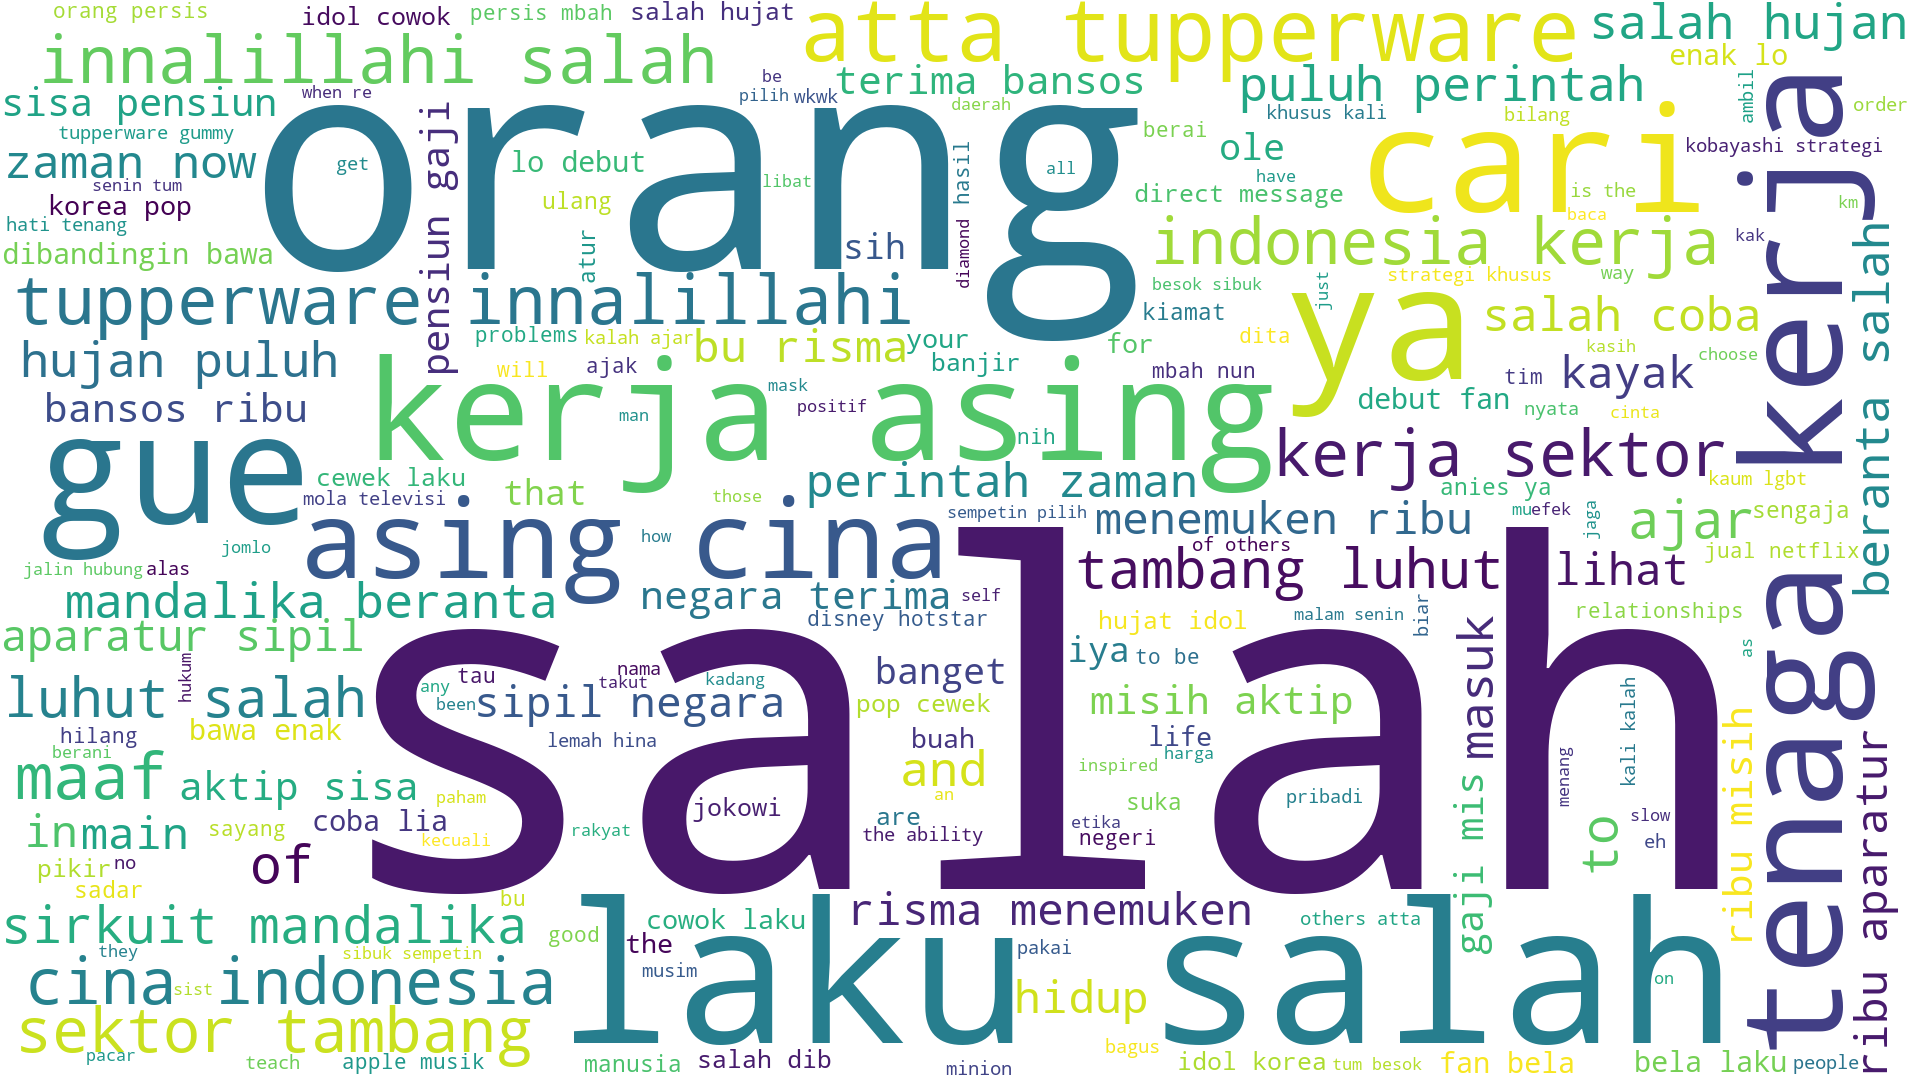 orang persis
idol cowok
persis mbah
salah hujat
atta tupperware
salah hujan
innalillahi salah
enak lo
be
terima bansos
puluh perintah
ambil
when re
pilih
wkwk
sisa pensiun
daerah
khusus kali
bilang
order
tupperware gummy
berai
orang
cari
tenaga kerja
kobayashi strategi
zaman now
get
lo debut
ole
pensiun gaji
hasil
all
have
senin tum
libat
direct message
is the
korea pop
ulang
km
hati tenang
baca
beranta salah
dibandingin bawa
atur
sih
diamond
indonesia kerja
kak
just
strategi khusus
way
besok sibuk
tupperware innalillahi
kiamat
ya
salah coba
problems
kalah ajar
bu risma
your
banjir
for
dita
kasih
choose
hujan puluh
will
ajak
kerja asing
mask
mbah nun
tim
kayak
bansos ribu
man
positif
debut fan
nyata
cinta
gue
nih
kerja sektor
cewek laku
that
perintah zaman
anies ya
kaum lgbt
mola televisi
those
asing cina
sempetin pilih
menemuken ribu
mu
efek
jaga
ajar
sengaja
jomlo
how
of others
jual netflix
jalin hubung
alas
tambang luhut
lihat
mandalika beranta
negara terima
self
disney hotstar
hujat idol
malam senin
biar
relationships
aparatur sipil
salah
masuk
hukum
tau
nama
takut
kadang
banget
iya
to be
as
luhut salah
any
been
sipil negara
pop cewek
misih aktip
kali kalah
ribu misih
ribu aparatur
hilang
bawa enak
lemah hina
buah
life
harga
menang
berani
maaf
aktip sisa
and
inspired
gaji mis
paham
an
jokowi
suka
pribadi
in
main
sayang
coba lia
kecuali
rakyat
are
the ability
etika
negeri
to
slow
eh
pikir
no
of
sadar
bu
sirkuit mandalika
good
cowok laku
risma menemuken
others atta
they
sibuk sempetin
the
laku salah
pakai
cina indonesia
sist
musim
hidup
on
sektor tambang
bagus
pacar
teach
apple musik
manusia
salah dib
minion
idol korea
tum besok
fan bela
bela laku
people